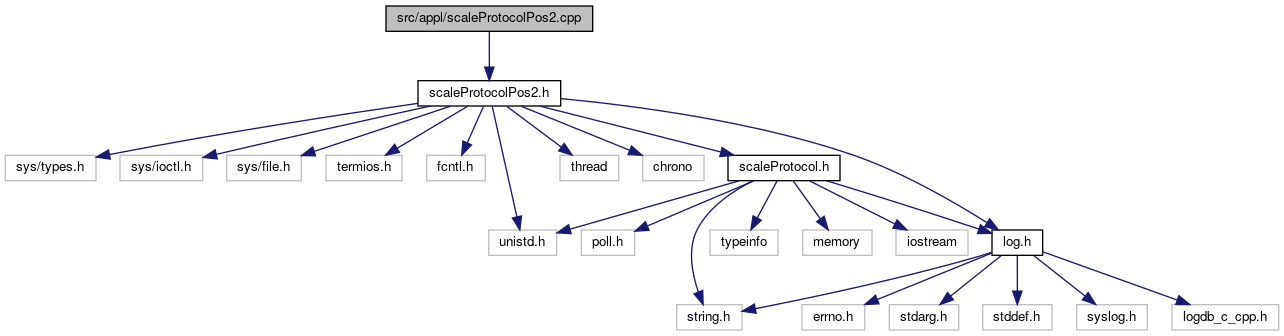 src/appl/scaleProtocolPos2.cpp
scaleProtocolPos2.h
sys/types.h
sys/ioctl.h
sys/file.h
termios.h
fcntl.h
thread
chrono
scaleProtocol.h
unistd.h
poll.h
typeinfo
memory
iostream
log.h
string.h
errno.h
stdarg.h
stddef.h
syslog.h
logdb_c_cpp.h